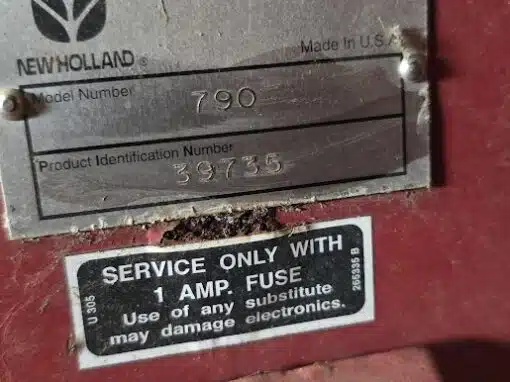 NEW HOLLAND®
Made In U.S.A.
Model Number 790
Product Identification Number
39735
SERVICE ONLY WITH
1 AMP. FUSE
Use of any substitute
may damage electronics.
U 305
266335 B